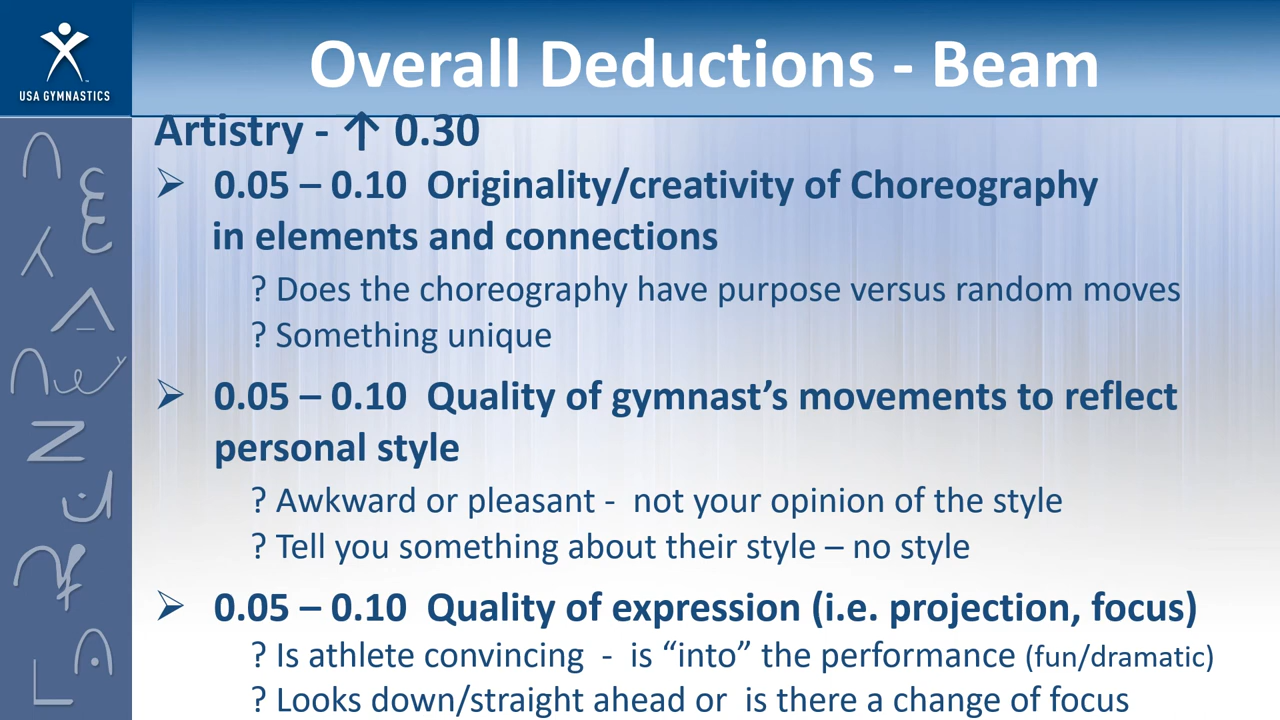 USA GYMNASTICS
Overall Deductions - Beam
Artistry - ↑ 0.30
➢ 0.05 – 0.10 Originality/creativity of Choreography
in elements and connections
? Does the choreography have purpose versus random moves
? Something unique
➢ 0.05 – 0.10 Quality of gymnast’s movements to reflect
personal style
? Awkward or pleasant - not your opinion of the style
? Tell you something about their style – no style
➢ 0.05 – 0.10 Quality of expression (i.e. projection, focus)
? Is athlete convincing - is “into” the performance (fun/dramatic)
? Looks down/straight ahead or is there a change of focus